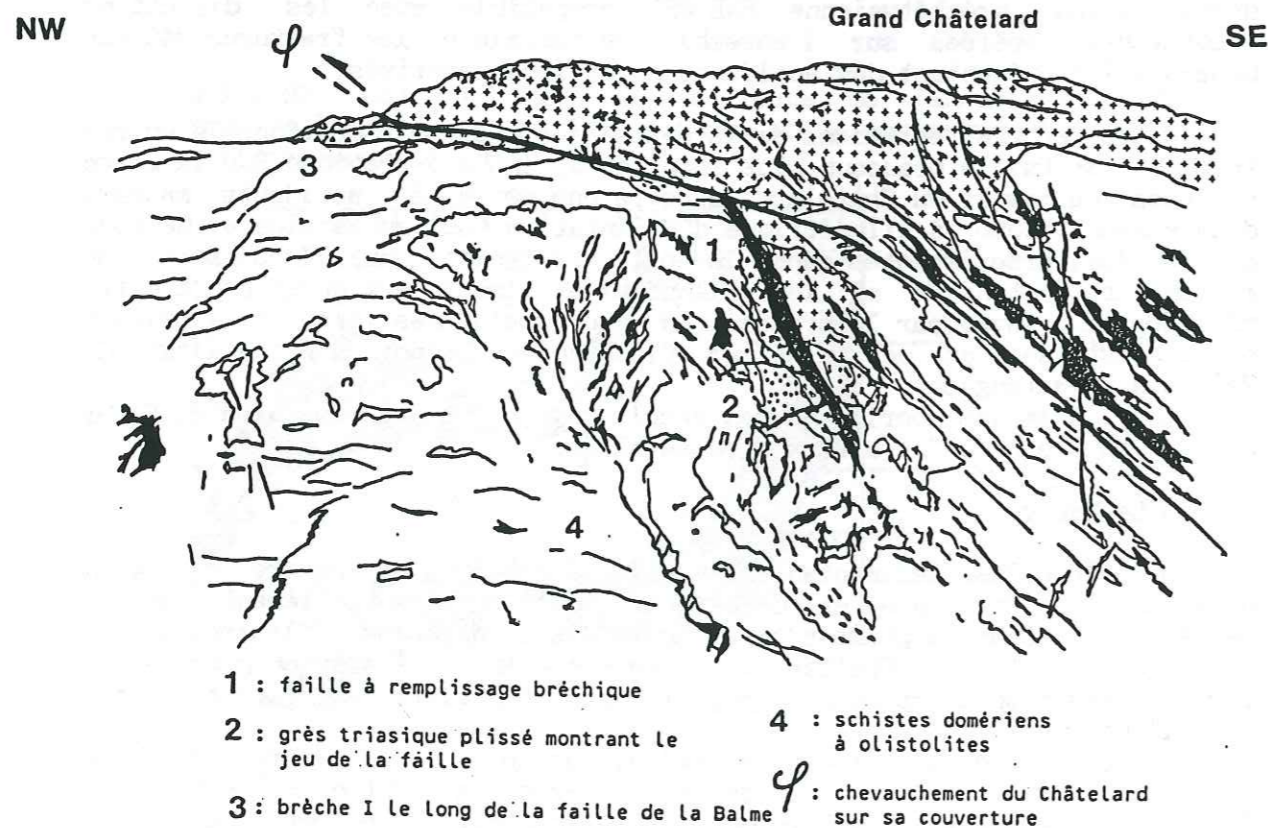 NW
Grand Châtelard
SE
φ
3
1
2
4
1 : faille à remplissage bréchique
2 : grès triasique plissé montrant le
jeu de la faille
3 : brèche I le long de la faille de la Balme
4 : schistes domériens
à olistolites
φ : chevauchement du Châtelard
sur sa couverture